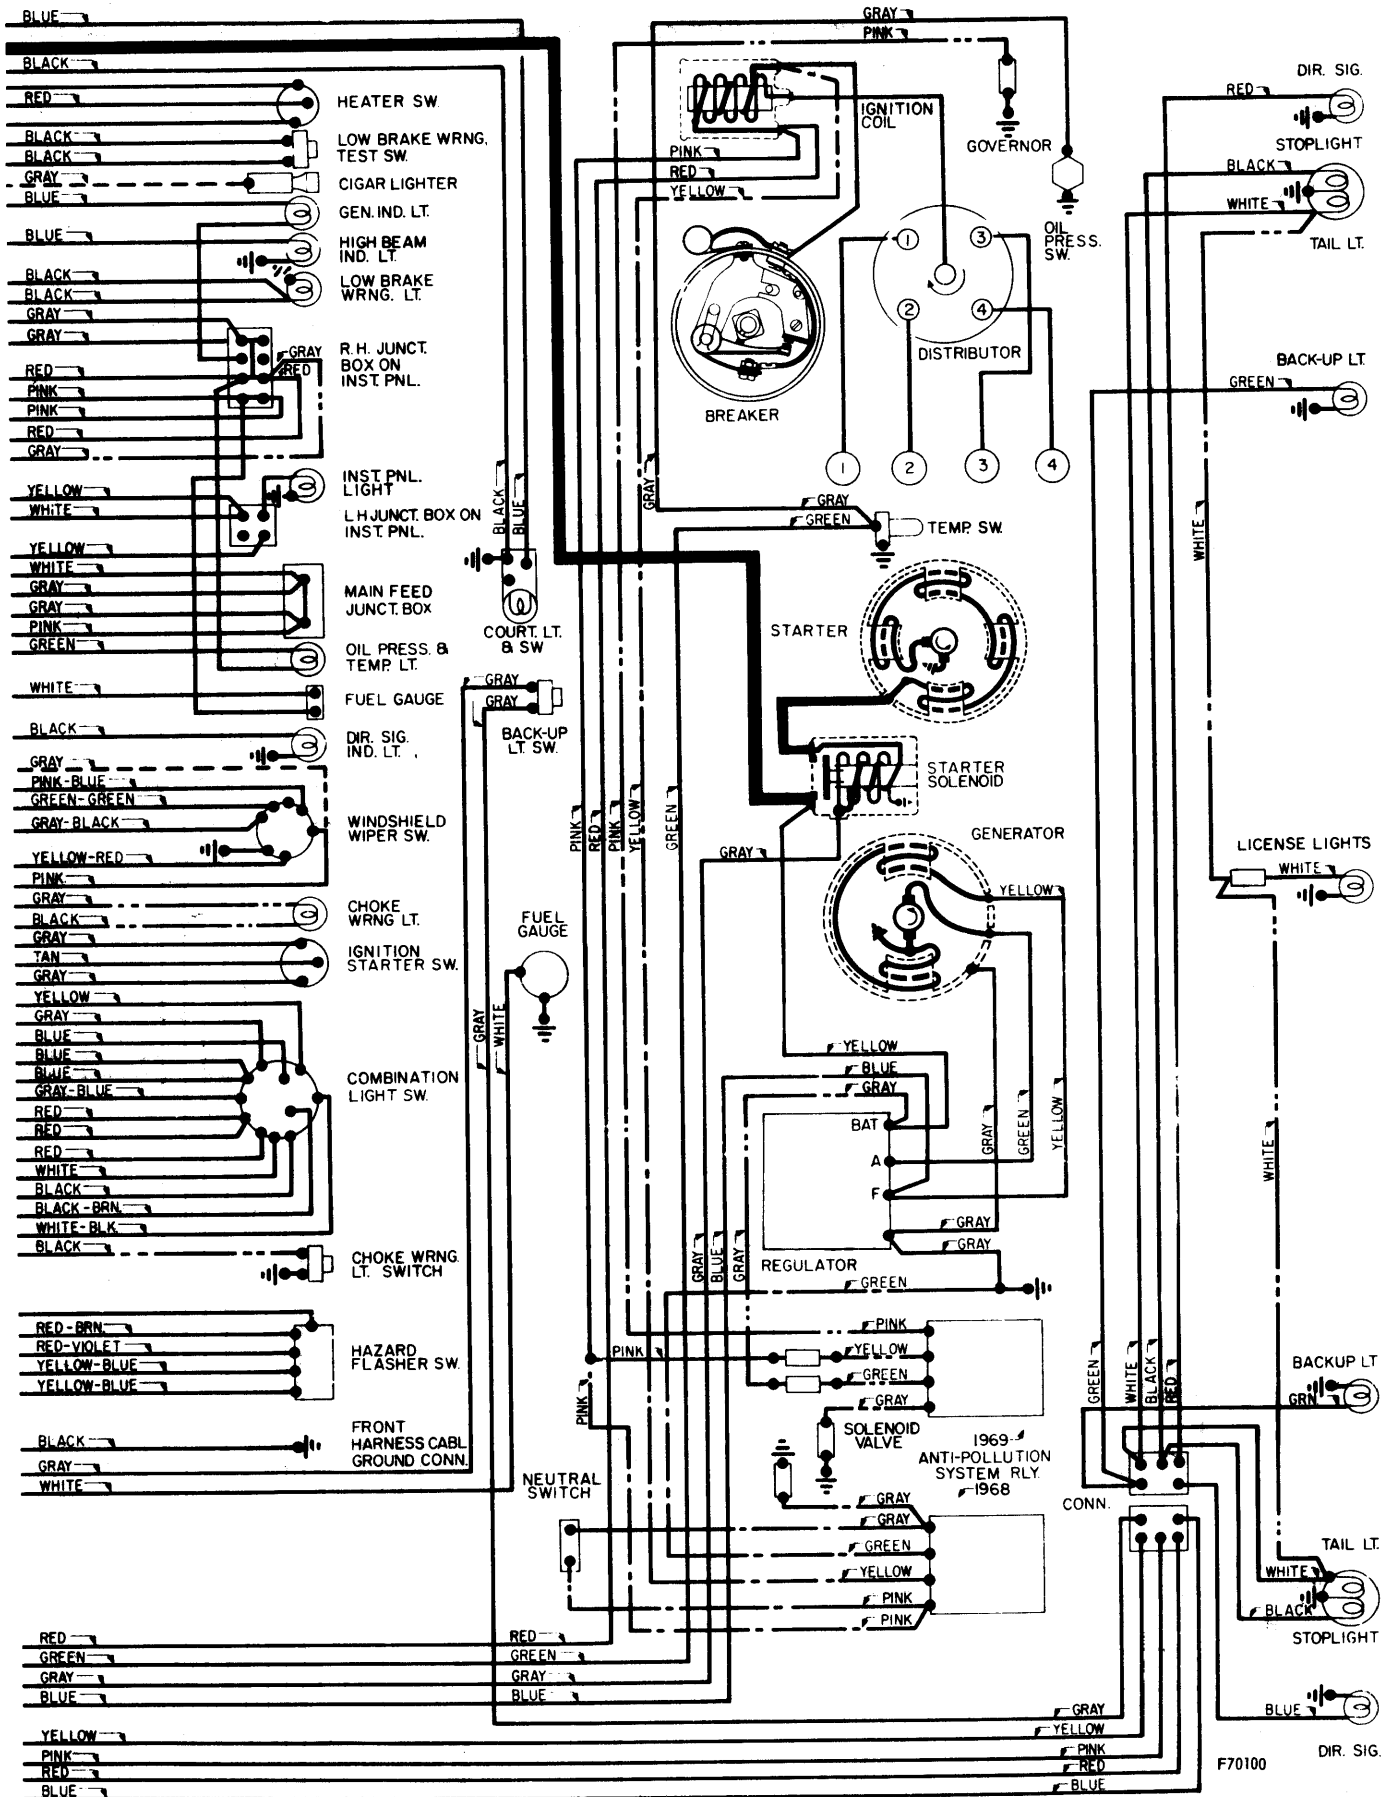 BLUE
BLACK
RED
HEATER SW.
BLACK
BLACK
LOW BRAKE WRNG.
TEST SW.
GRAY
CIGAR LIGHTER
BLUE
GEN. IND. LT.
BLUE
HIGH BEAM
IND. LT.
BLACK
BLACK
LOW BRAKE
WRNG. LT.
GRAY
GRAY
RED
PINK
PINK
RED
GRAY
GRAY
RED
R.H. JUNCT.
BOX ON
INST. PNL.
YELLOW
WHITE
INST. PNL.
LIGHT
L H JUNCT. BOX ON
INST. PNL.
YELLOW
WHITE
GRAY
GRAY
PINK
MAIN FEED
JUNCT. BOX
GREEN
OIL PRESS. &
TEMP. LT.
WHITE
FUEL GAUGE
BLACK
DIR. SIG.
IND. LT.
GRAY
PINK-BLUE
GREEN-GREEN
GRAY-BLACK
YELLOW-RED
PINK
WINDSHIELD
WIPER SW.
GRAY
BLACK
CHOKE
WRNG LT.
GRAY
TAN
GRAY
IGNITION
STARTER SW.
YELLOW
GRAY
BLUE
BLUE
BLUE
GRAY-BLUE
RED
RED
RED
WHITE
BLACK
BLACK-BRN.
WHITE-BLK.
COMBINATION
LIGHT SW.
BLACK
CHOKE WRNG.
LT. SWITCH
RED-BRN.
RED-VIOLET
YELLOW-BLUE
YELLOW-BLUE
HAZARD
FLASHER SW.
BLACK
GRAY
WHITE
FRONT
HARNESS CABL
GROUND CONN.
RED
GREEN
GRAY
BLUE
RED
GREEN
GRAY
BLUE
YELLOW
PINK
RED
BLUE
BLACK
BLUE
COURT. LT.
& SW
GRAY
GRAY
BACK-UP
LT. SW.
FUEL
GAUGE
GRAY
WHITE
NEUTRAL
SWITCH
GRAY
PINK
PINK
RED
YELLOW
IGNITION
COIL
GOVERNOR
OIL
PRESS.
SW.
BREAKER
1
3
2
4
DISTRIBUTOR
1
2
3
4
GRAY
GRAY
GREEN
TEMP. SW.
STARTER
STARTER
SOLENOID
PINK
RED
PINK
YELLOW
GREEN
GRAY
GENERATOR
YELLOW
YELLOW
BLUE
GRAY
BAT
A
F
GRAY
GREEN
YELLOW
GRAY
GRAY
REGULATOR
GRAY
BLUE
GRAY
GREEN
PINK
PINK
YELLOW
GREEN
GRAY
PINK
SOLENOID
VALVE
1969
ANTI-POLLUTION
SYSTEM RLY.
1968
GRAY
GRAY
GREEN
YELLOW
PINK
PINK
DIR. SIG.
RED
STOPLIGHT
BLACK
WHITE
TAIL LT.
BACK-UP LT.
GREEN
WHITE
LICENSE LIGHTS
WHITE
WHITE
GREEN
WHITE
BLACK
RED
BACKUP LT
GRN.
CONN.
TAIL LT.
WHITE
BLACK
STOPLIGHT
BLUE
DIR. SIG.
GRAY
YELLOW
PINK
RED
BLUE
F70100